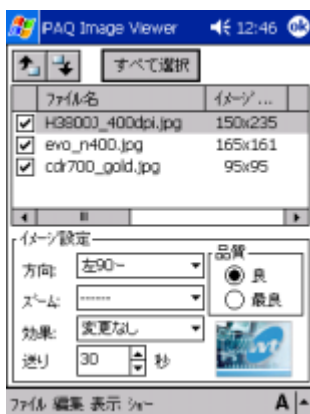 iPAQ Image Viewer 12:46 ok
すべて選択
ファイル名 イメージ...
H3800J_400dpi.jpg 150x235
evo_n400.jpg 165x161
cdr700_gold.jpg 95x95
イメージ設定
方向: 左90~
品質
良
ズーム: ------
最良
効果: 変更なし
送り 30 秒
ファイル 編集 表示 ショー A